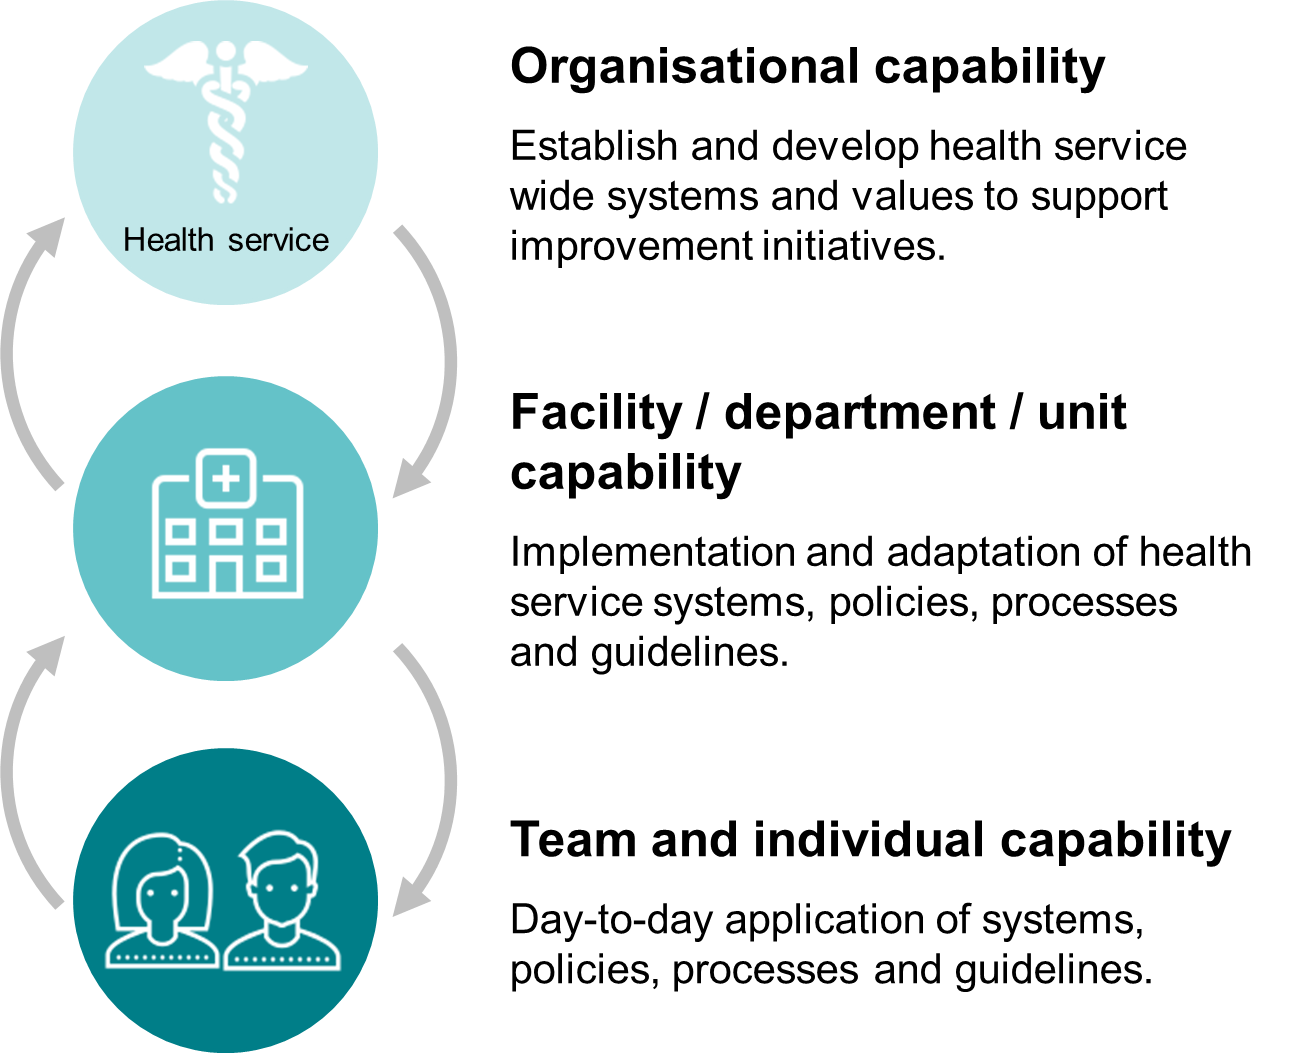 Health service
Organisational capability
Establish and develop health service
wide systems and values to support
improvement initiatives.
Facility / department / unit
capability
Implementation and adaptation of health
service systems, policies, processes
and guidelines.
Team and individual capability
Day-to-day application of systems,
policies, processes and guidelines.